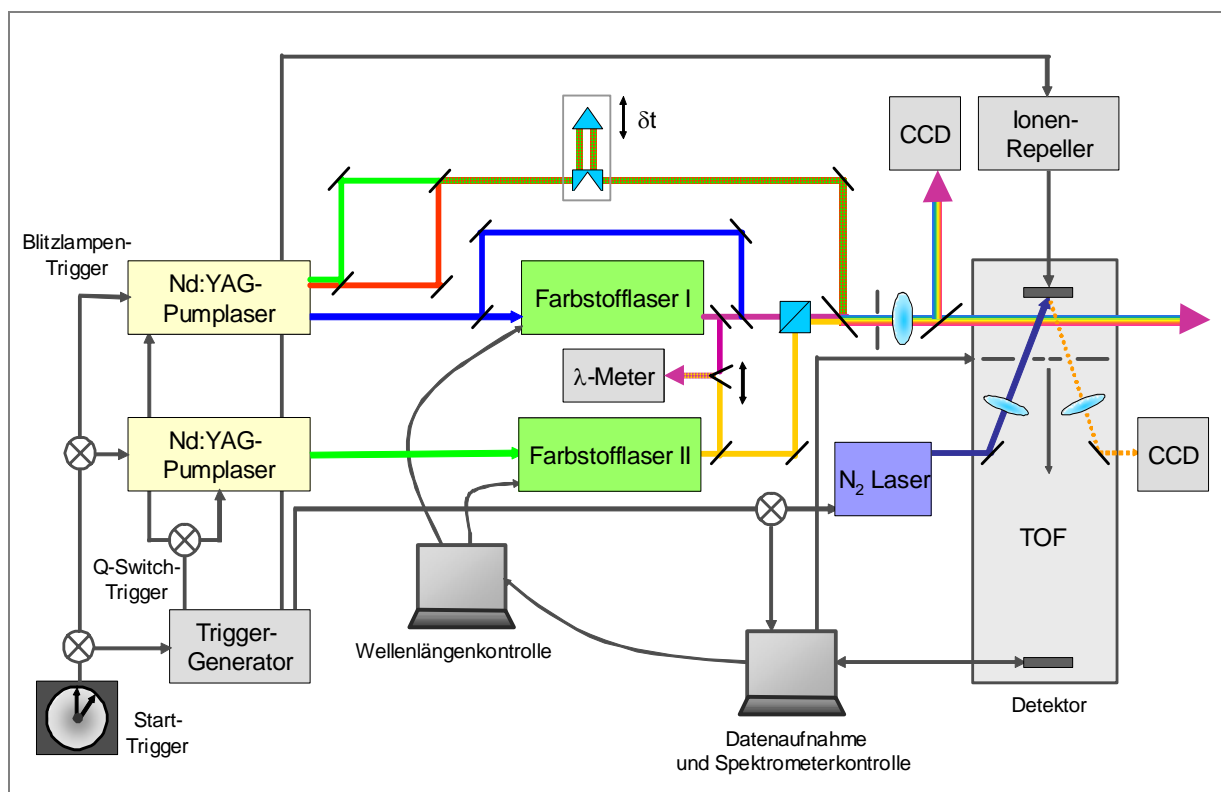 δt
CCD
Ionen-
Repeller
Blitzlampen-
Trigger
Nd:YAG-
Pumplaser
Farbstofflaser I
λ-Meter
Nd:YAG-
Pumplaser
Farbstofflaser II
N₂ Laser
CCD
TOF
Q-Switch-
Trigger
Trigger-
Generator
Wellenlängenkontrolle
Start-
Trigger
Detektor
Datenaufnahme
und Spektrometerkontrolle